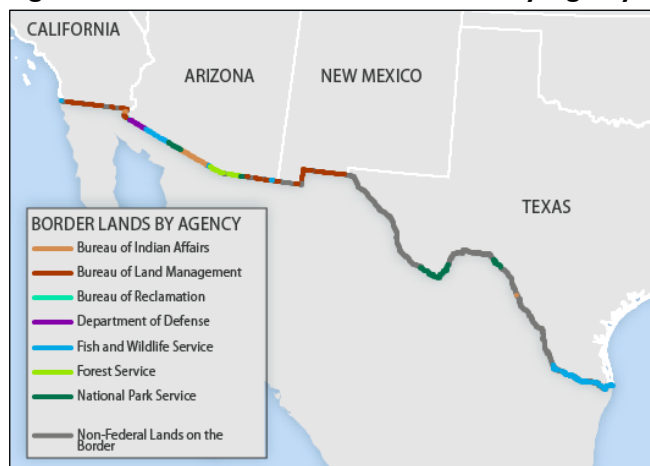 CALIFORNIA
ARIZONA
NEW MEXICO
TEXAS
BORDER LANDS BY AGENCY
Bureau of Indian Affairs
Bureau of Land Management
Bureau of Reclamation
Department of Defense
Fish and Wildlife Service
Forest Service
National Park Service
Non-Federal Lands on the
Border